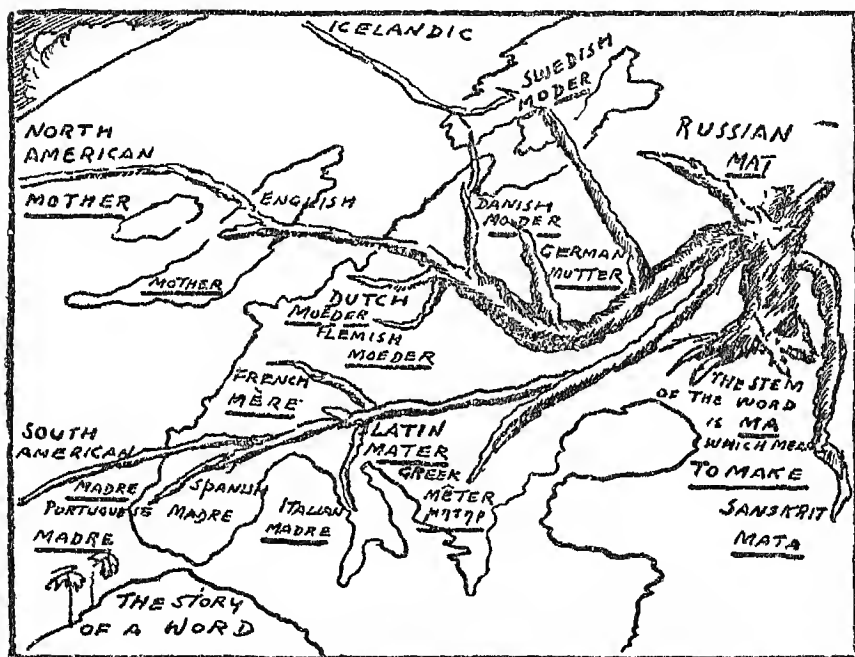 ICELANDIC
SWEDISH
MODER
NORTH
AMERICAN
MOTHER
ENGLISH
MOTHER
RUSSIAN
MAT
DANISH
MODER
GERMAN
MUTTER
DUTCH
MOEDER
FLEMISH
MOEDER
FRENCH
MÈRE
SOUTH
AMERICAN
MADRE
PORTUGUESE
MADRE
SPANISH
MADRE
ITALIAN
MADRE
LATIN
MATER
GREEK
METER
THE STEM
OF THE WORD
IS MA
WHICH
TO MAKE
SANSKRIT
MATA
THE STORY
OF A WORD